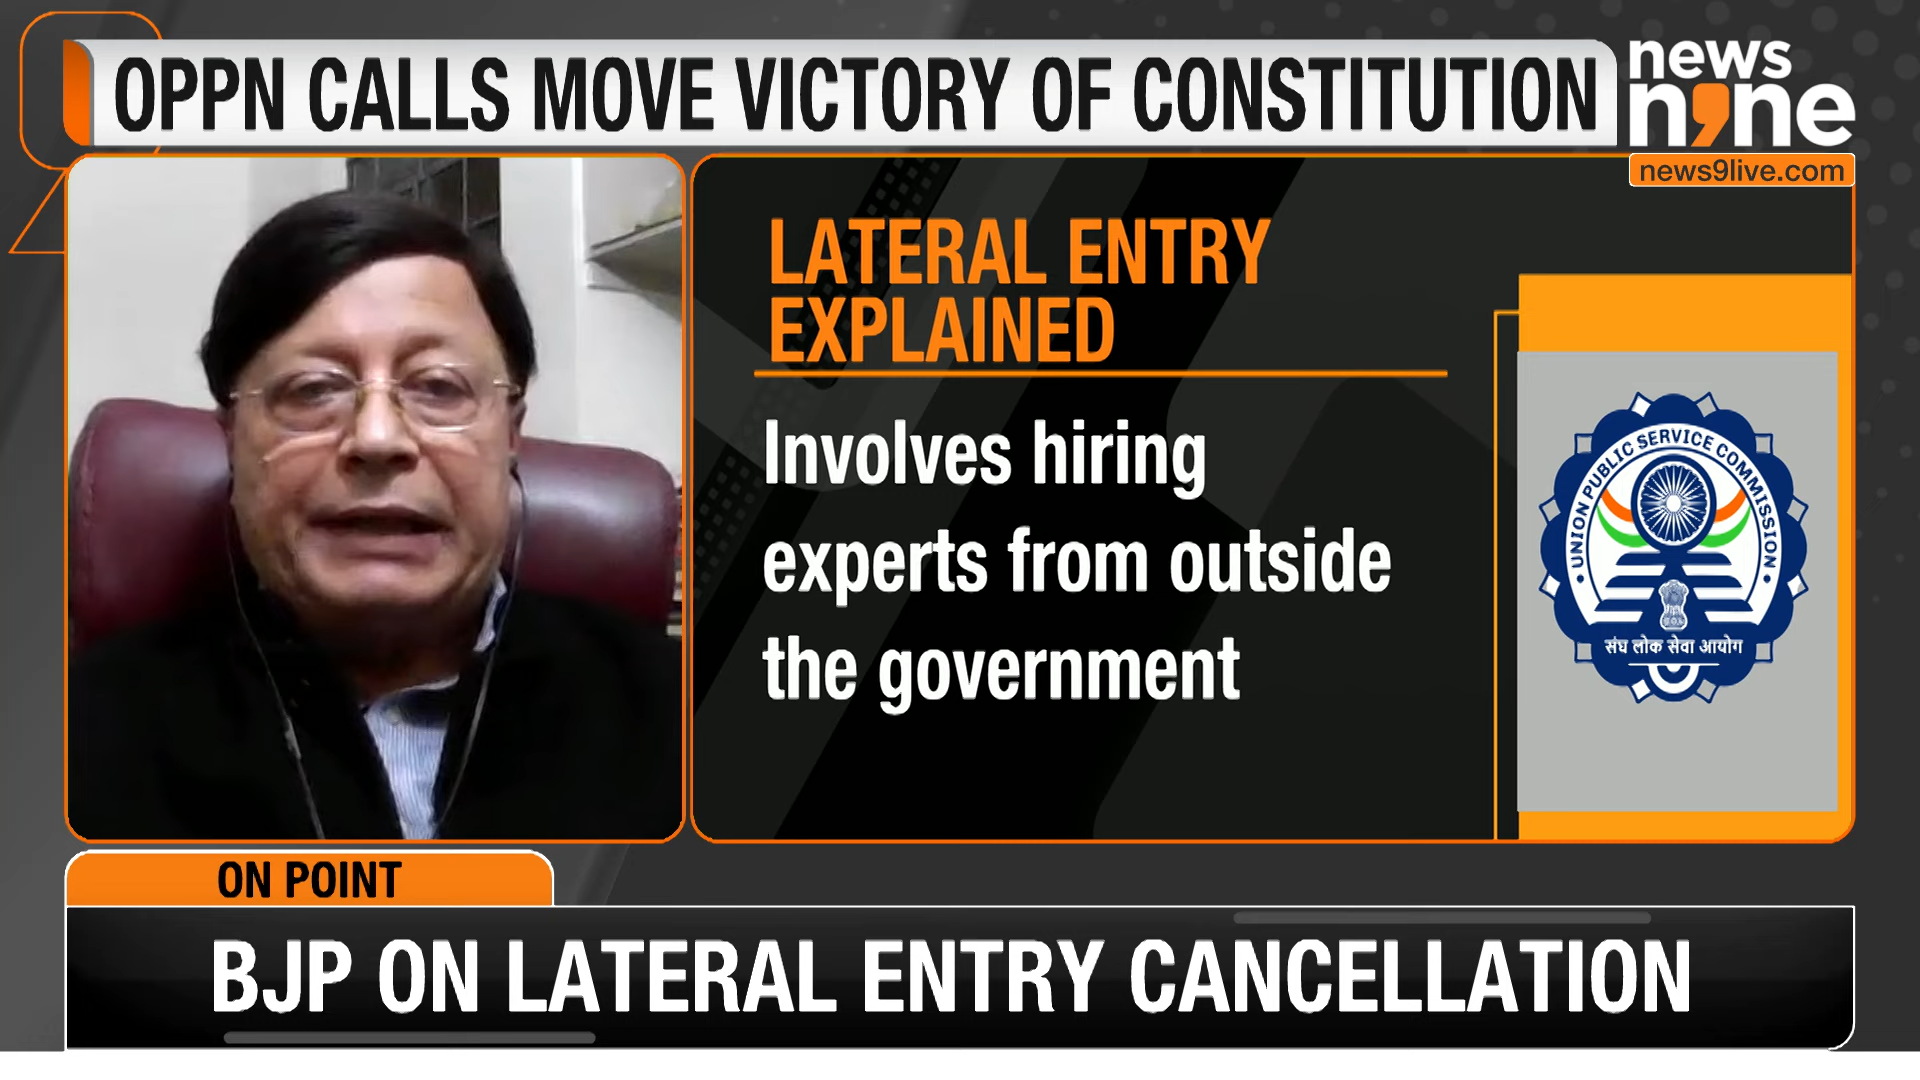 OPPN CALLS MOVE VICTORY OF CONSTITUTION
news
nine
news9live.com
LATERAL ENTRY
EXPLAINED
Involves hiring
experts from outside
the government
UNION PUBLIC SERVICE COMMISSION
संघ लोक सेवा आयोग
ON POINT
BJP ON LATERAL ENTRY CANCELLATION